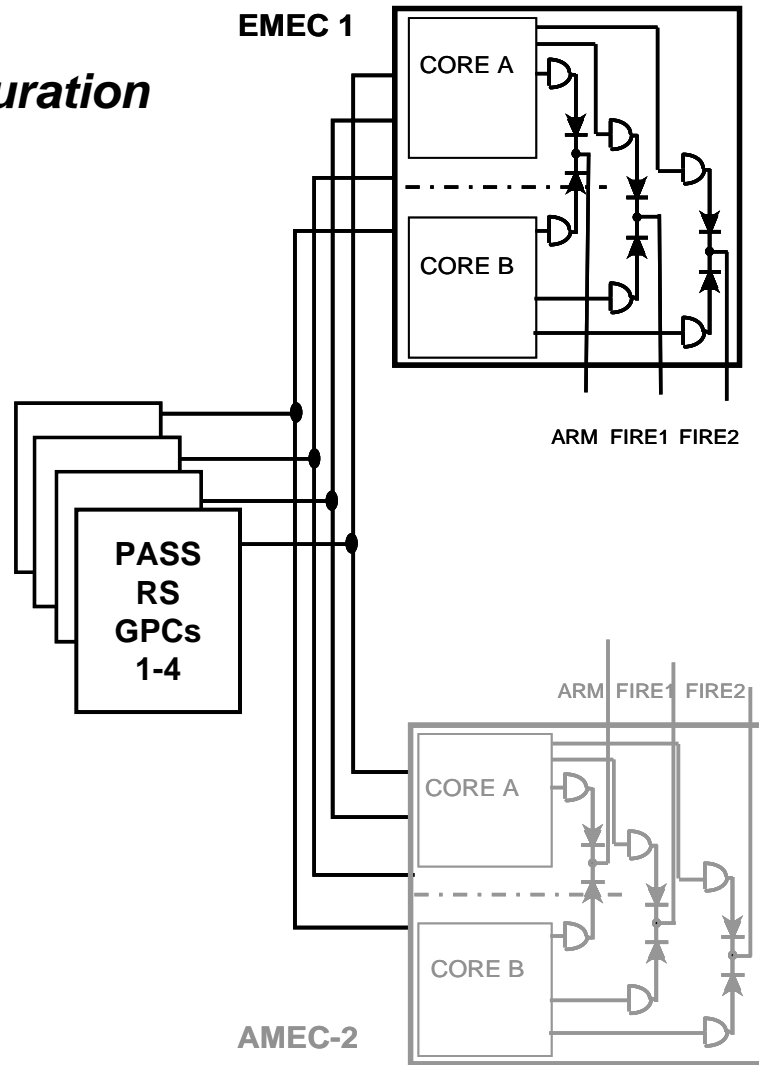 EMEC 1
uration
CORE A
CORE B
ARM FIRE1 FIRE2
PASS
RS
GPCs
1-4
ARM FIRE1 FIRE2
CORE A
CORE B
AMEC-2